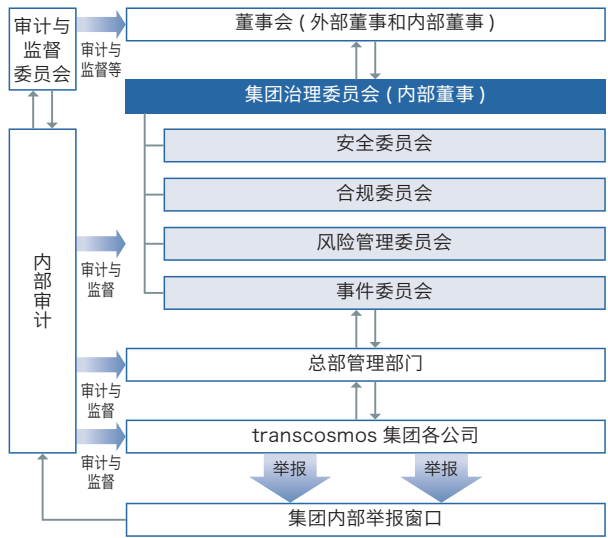 审计与
监督
委员会
审计与
监督等
董事会 ( 外部董事和内部董事 )
集团治理委员会 ( 内部董事 )
安全委员会
合规委员会
风险管理委员会
事件委员会
内部审计
审计与
监督
总部管理部门
审计与
监督
transcosmos 集团各公司
审计与
监督
举报
举报
集团内部举报窗口